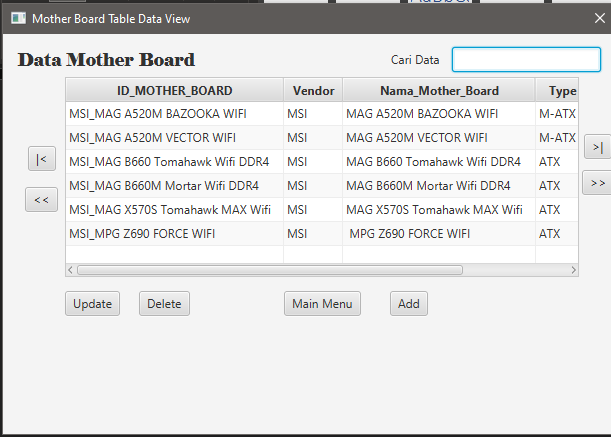 Mother Board Table Data View
Data Mother Board
Cari Data
ID_MOTHER_BOARD Vendor Nama_Mother_Board Type
MSI_MAG A520M BAZOOKA WIFI MSI MAG A520M BAZOOKA WIFI M-ATX
MSI_MAG A520M VECTOR WIFI MSI MAG A520M VECTOR WIFI M-ATX
MSI_MAG B660 Tomahawk Wifi DDR4 MSI MAG B660 Tomahawk Wifi DDR4 ATX
MSI_MAG B660M Mortar Wifi DDR4 MSI MAG B660M Mortar Wifi DDR4 ATX
MSI_MAG X570S Tomahawk MAX Wifi MSI MAG X570S Tomahawk MAX Wifi ATX
MSI_MPG Z690 FORCE WIFI MSI MPG Z690 FORCE WIFI ATX
|< >|
<< >>
Update Delete Main Menu Add